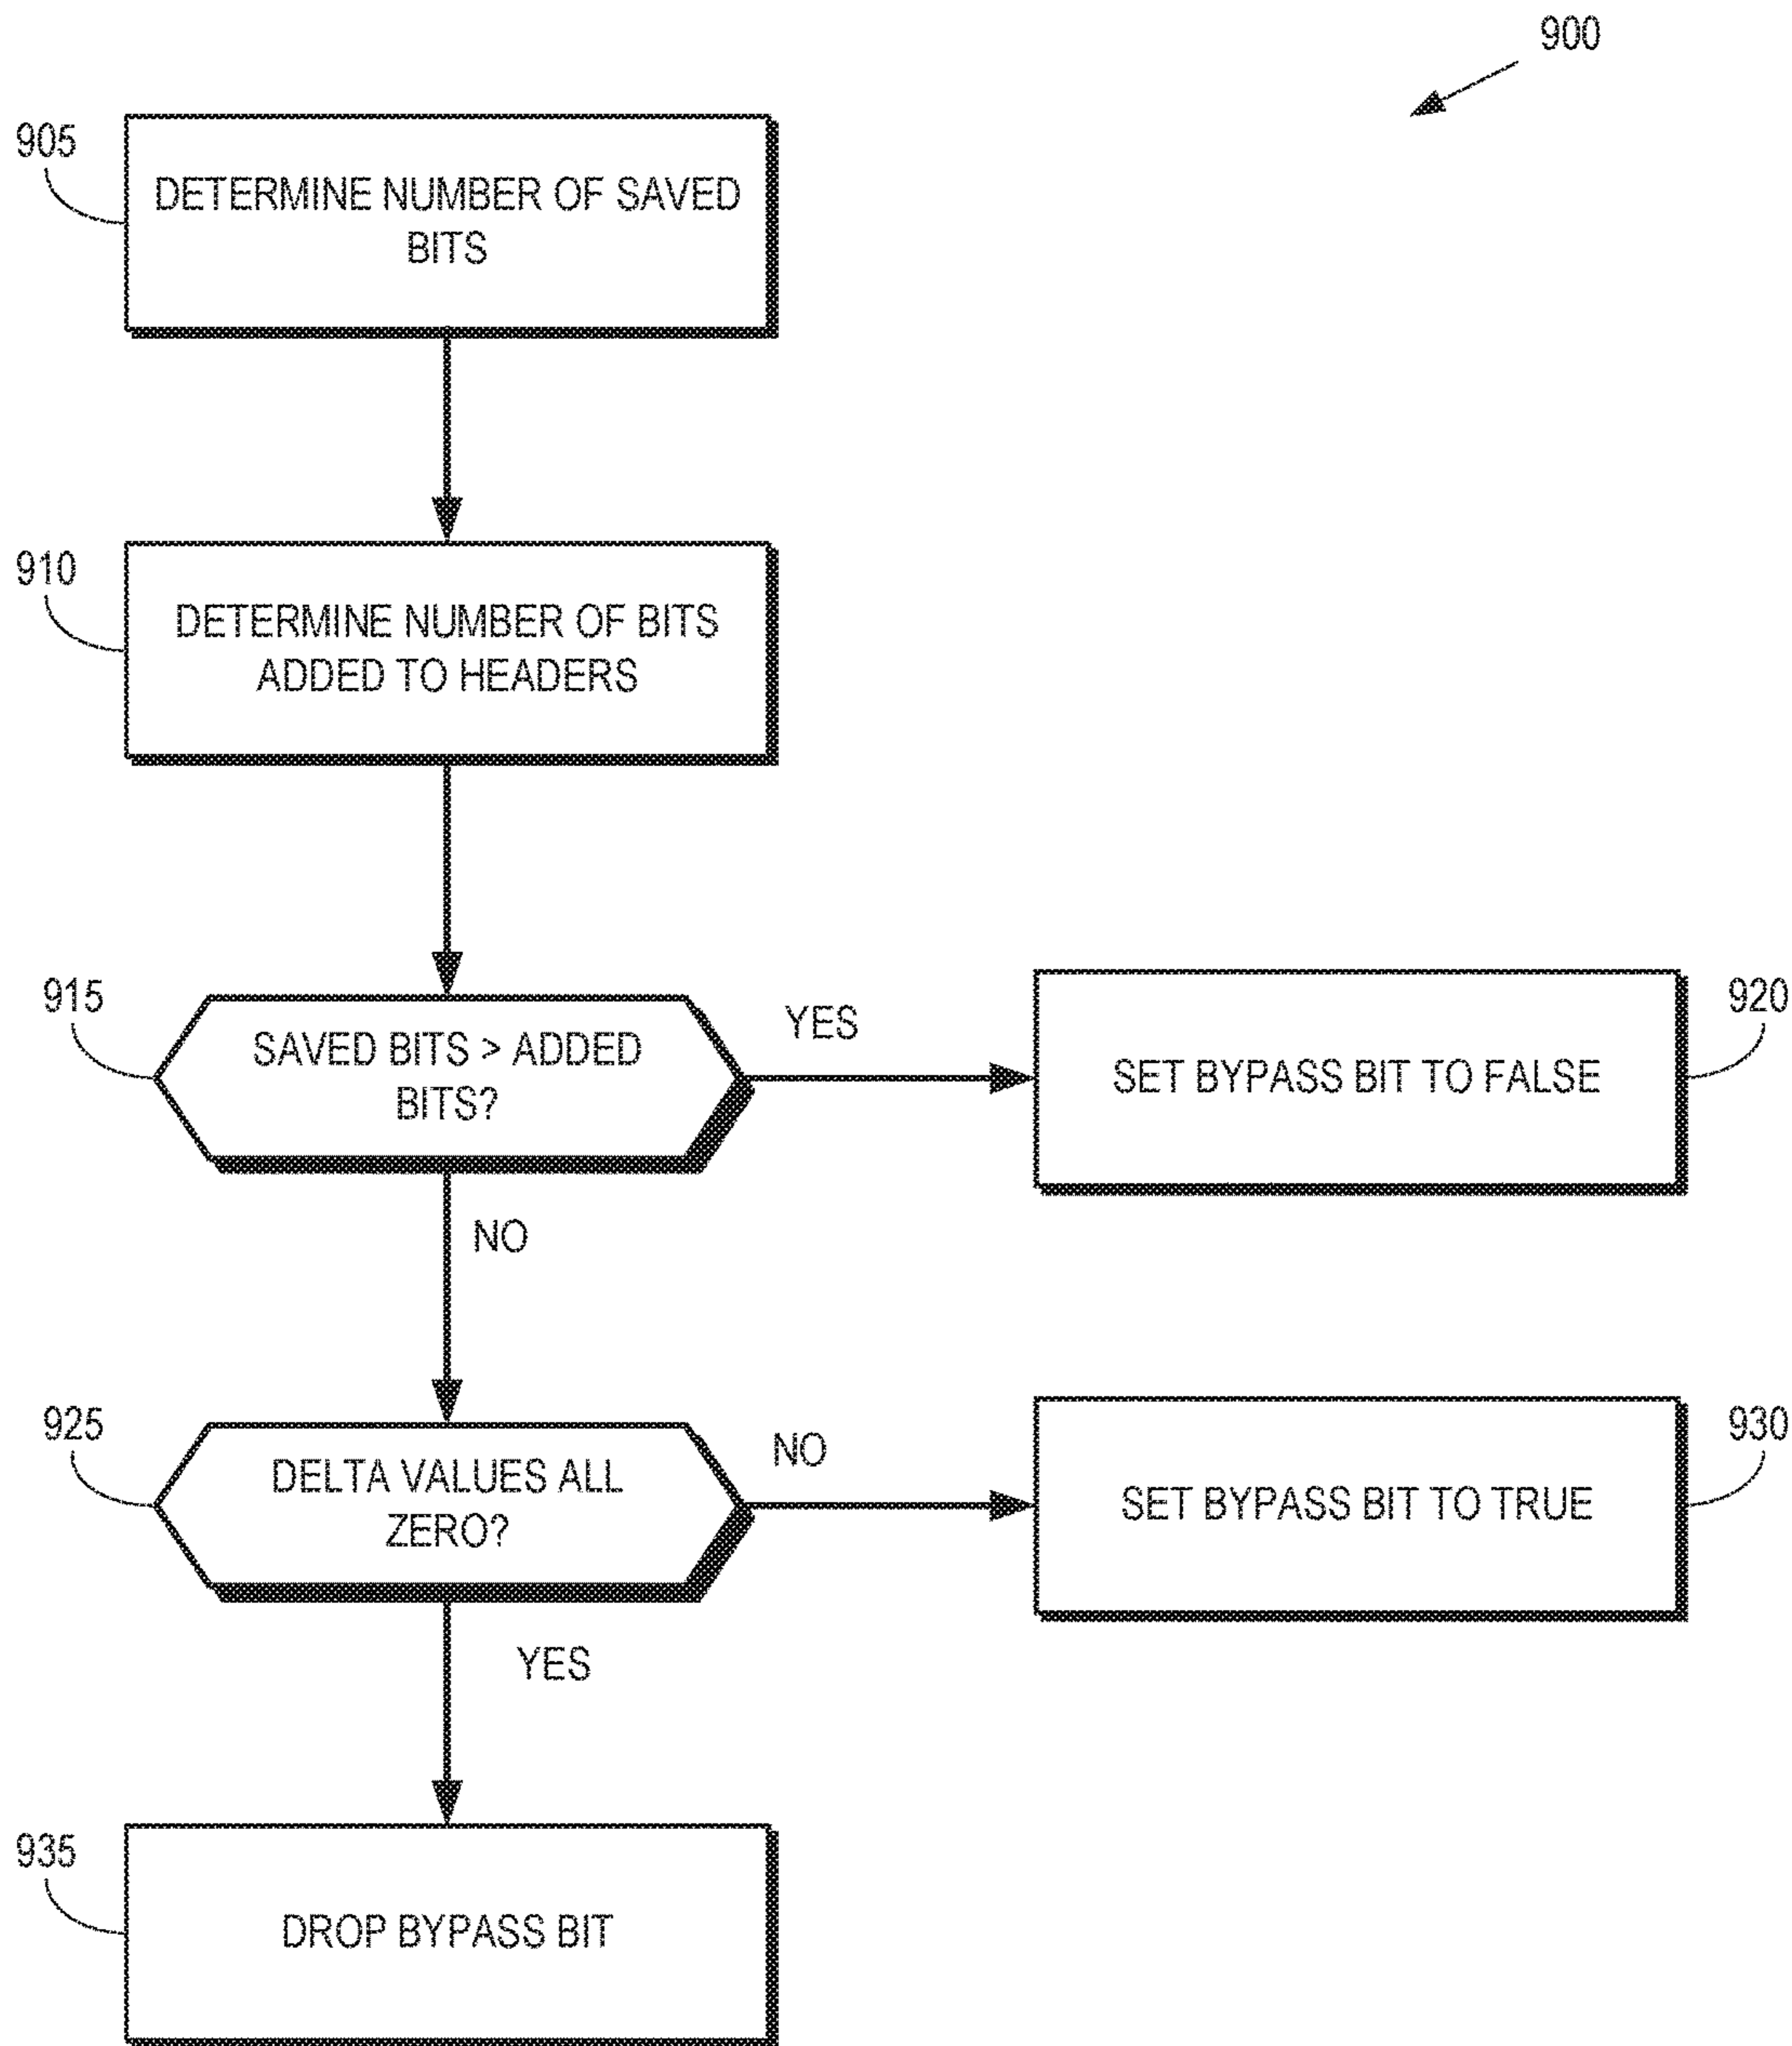 900
905
DETERMINE NUMBER OF SAVED
BITS
910
DETERMINE NUMBER OF BITS
ADDED TO HEADERS
915
SAVED BITS > ADDED
BITS?
YES
920
SET BYPASS BIT TO FALSE
NO
925
DELTA VALUES ALL
ZERO?
NO
930
SET BYPASS BIT TO TRUE
YES
935
DROP BYPASS BIT